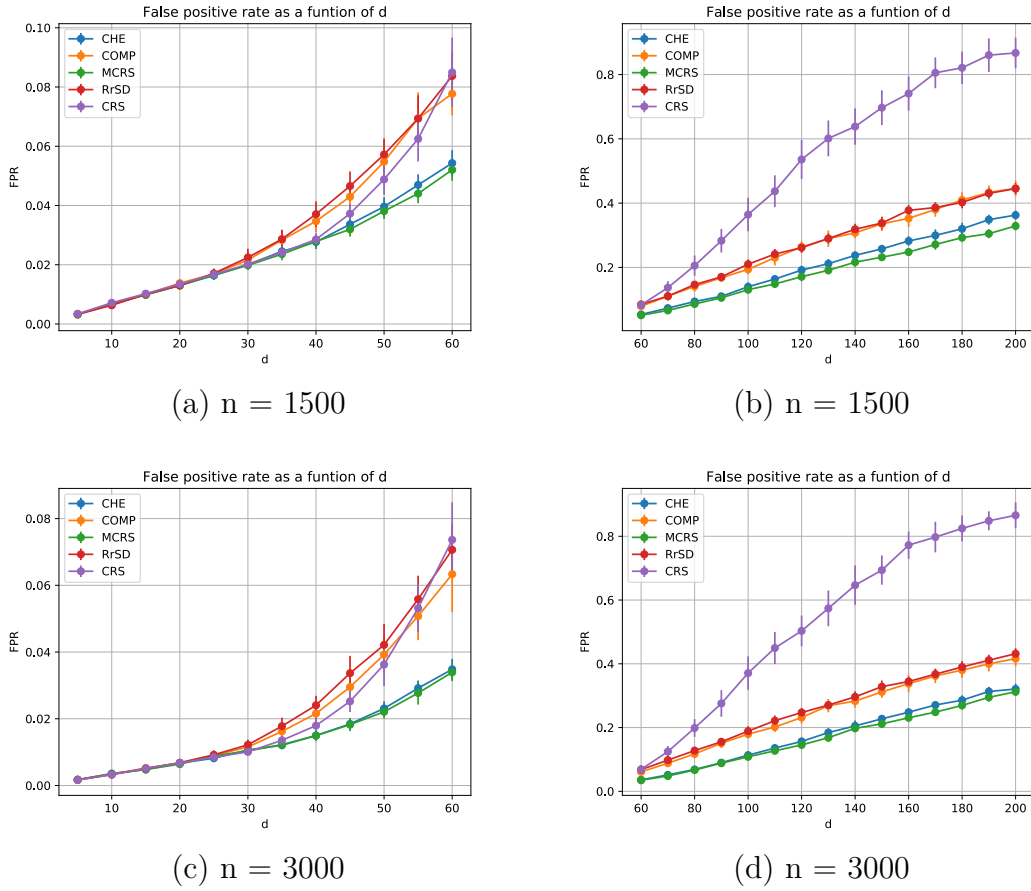 False positive rate as a funtion of d
0.10
0.08
0.06
0.04
0.02
0.00
FPR
CHE
COMP
MCRS
RrSD
CRS
10 20 30 40 50 60
d
(a) n = 1500
False positive rate as a funtion of d
0.8
0.6
0.4
0.2
FPR
CHE
COMP
MCRS
RrSD
CRS
60 80 100 120 140 160 180 200
d
(b) n = 1500
False positive rate as a funtion of d
0.08
0.06
0.04
0.02
0.00
FPR
CHE
COMP
MCRS
RrSD
CRS
10 20 30 40 50 60
d
(c) n = 3000
False positive rate as a funtion of d
0.8
0.6
0.4
0.2
0.0
FPR
CHE
COMP
MCRS
RrSD
CRS
60 80 100 120 140 160 180 200
d
(d) n = 3000